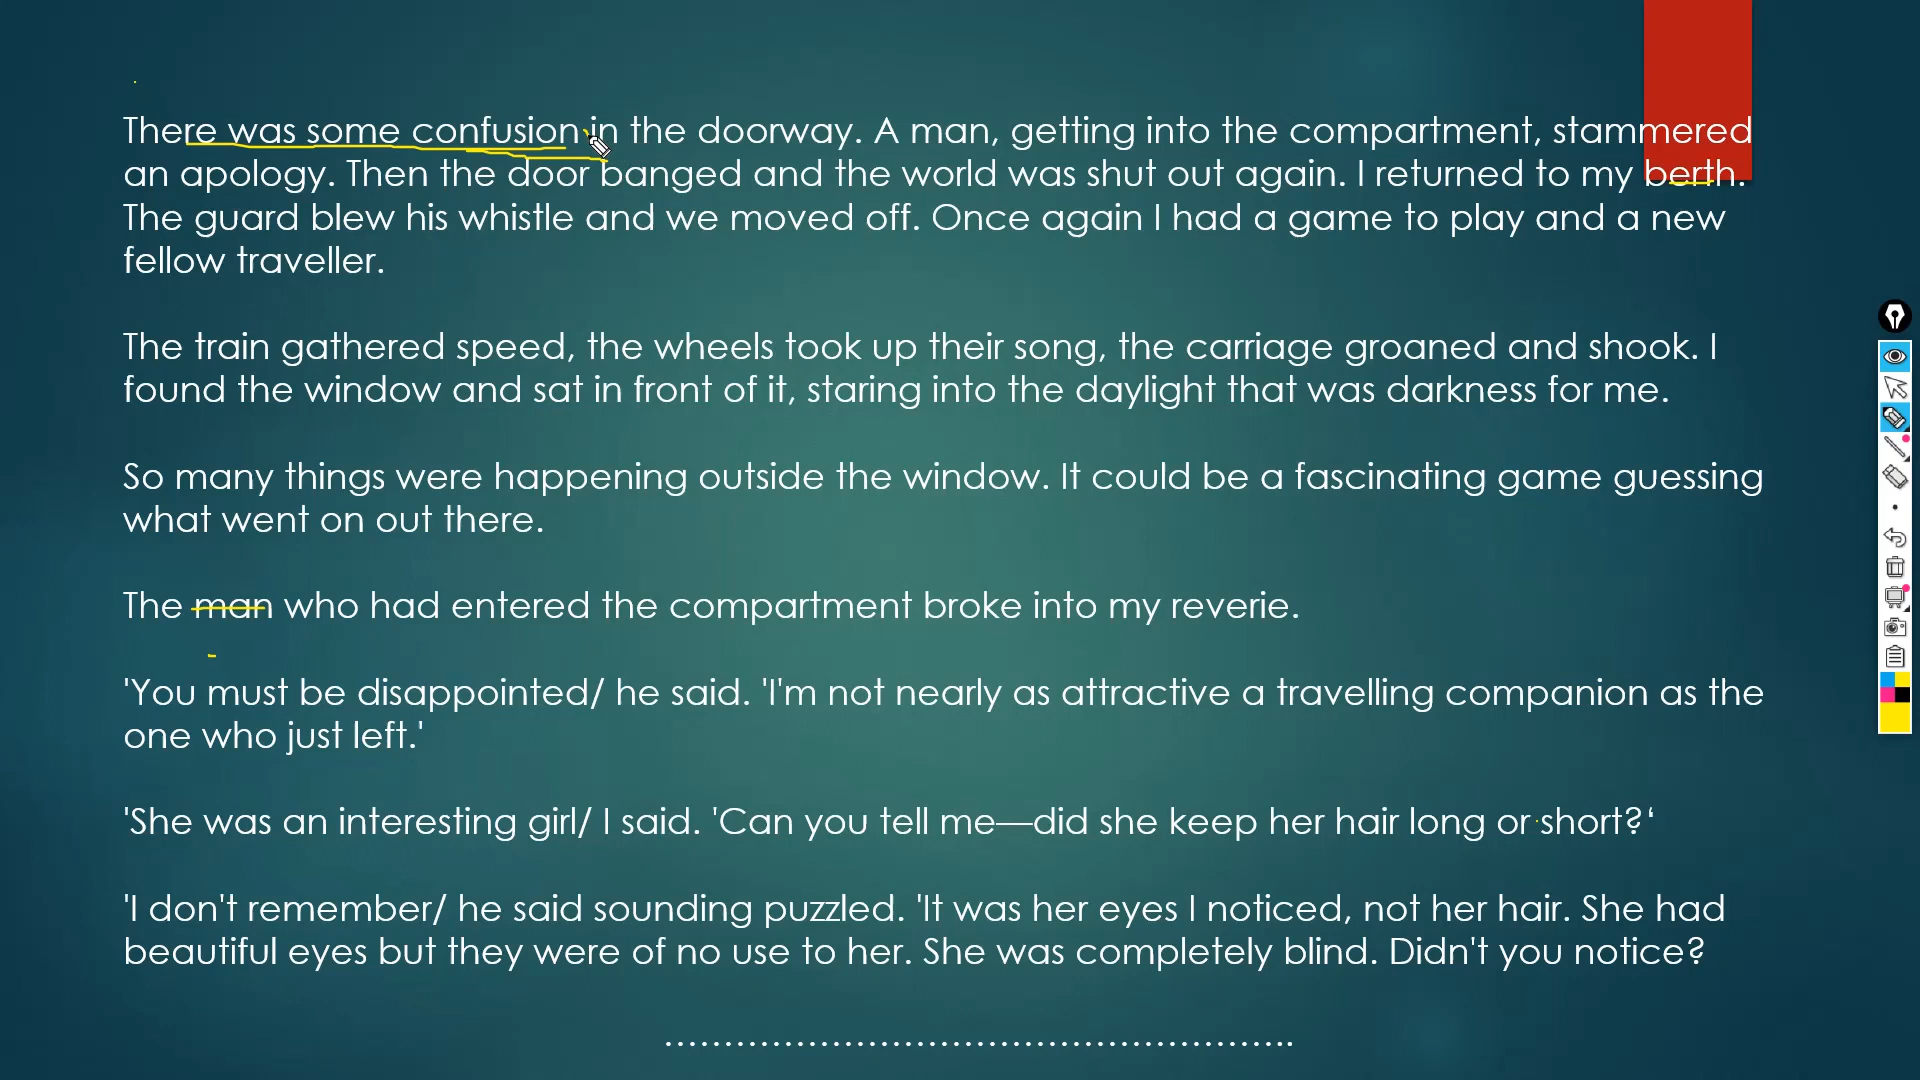 There was some confusion in the doorway. A man, getting into the compartment, stammered
an apology. Then the door banged and the world was shut out again. I returned to my berth.
The guard blew his whistle and we moved off. Once again I had a game to play and a new
fellow traveller.
The train gathered speed, the wheels took up their song, the carriage groaned and shook. I
found the window and sat in front of it, staring into the daylight that was darkness for me.
So many things were happening outside the window. It could be a fascinating game guessing
what went on out there.
The man who had entered the compartment broke into my reverie.
'You must be disappointed/ he said. 'I'm not nearly as attractive a travelling companion as the
one who just left.'
'She was an interesting girl/ I said. 'Can you tell me—did she keep her hair long or short?‘
'I don't remember/ he said sounding puzzled. 'It was her eyes I noticed, not her hair. She had
beautiful eyes but they were of no use to her. She was completely blind. Didn't you notice?
………………………………………………….